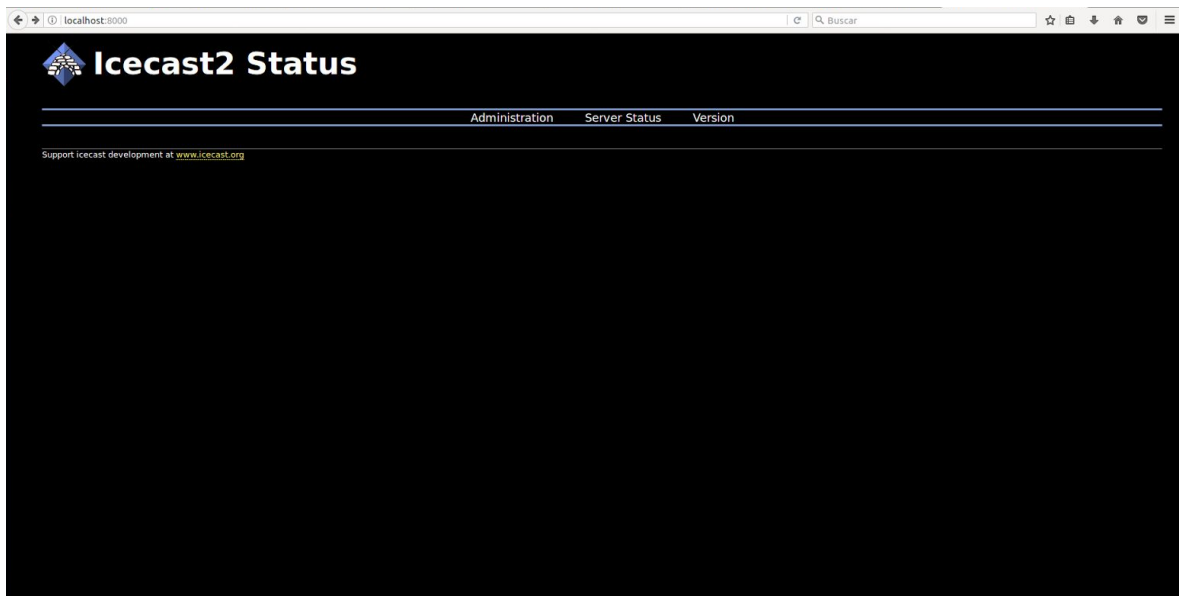 localhost:8000
Buscar
Icecast2 Status
Administration Server Status Version
Support icecast development at www.icecast.org